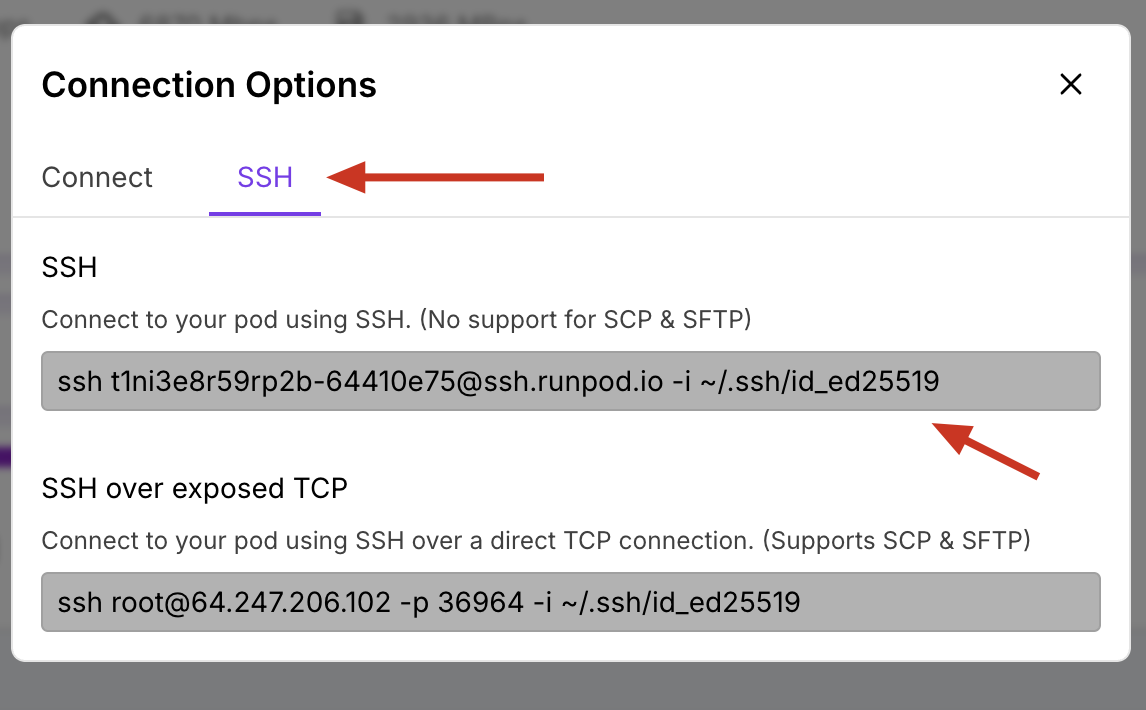 Connection Options
Connect
SSH
SSH
Connect to your pod using SSH. (No support for SCP & SFTP)
ssh t1ni3e8r59rp2b-64410e75@ssh.runpod.io -i ~/.ssh/id_ed25519
SSH over exposed TCP
Connect to your pod using SSH over a direct TCP connection. (Supports SCP & SFTP)
ssh root@64.247.206.102 -p 36964 -i ~/.ssh/id_ed25519